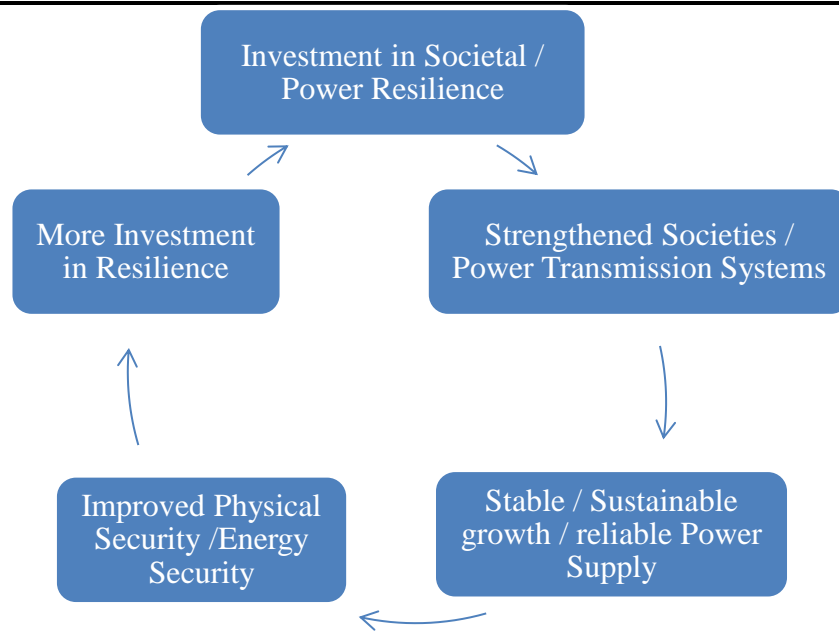 Investment in Societal /
Power Resilience
Strengthened Societies /
Power Transmission Systems
Stable / Sustainable
growth / reliable Power
Supply
Improved Physical
Security /Energy
Security
More Investment
in Resilience